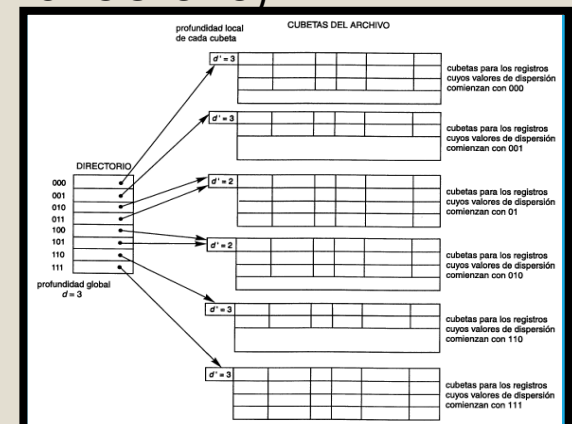 profundidad local
de cada cubeta
CUBETAS DEL ARCHIVO
d' = 3
cubetas para los registros
cuyos valores de dispersión
comienzan con 000
d' = 3
cubetas para los registros
cuyos valores de dispersión
comienzan con 001
DIRECTORIO
000
001
010
011
100
101
110
111
profundidad global
d = 3
d' = 2
cubetas para los registros
cuyos valores de dispersión
comienzan con 01
d' = 2
cubetas para los registros
cuyos valores de dispersión
comienzan con 010
d' = 3
cubetas para los registros
cuyos valores de dispersión
comienzan con 110
d' = 3
cubetas para los registros
cuyos valores de dispersión
comienzan con 111